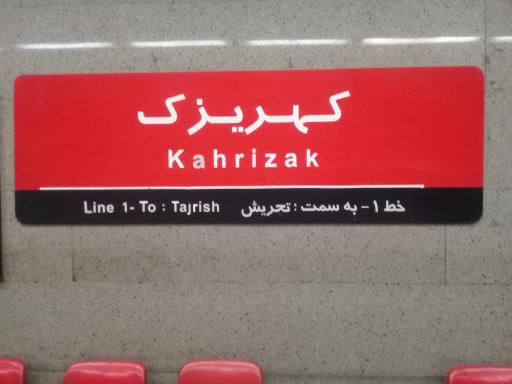 کهریزک
Kahrizak
Line 1- To : Tajrish خط ۱ - به سمت : تجریش